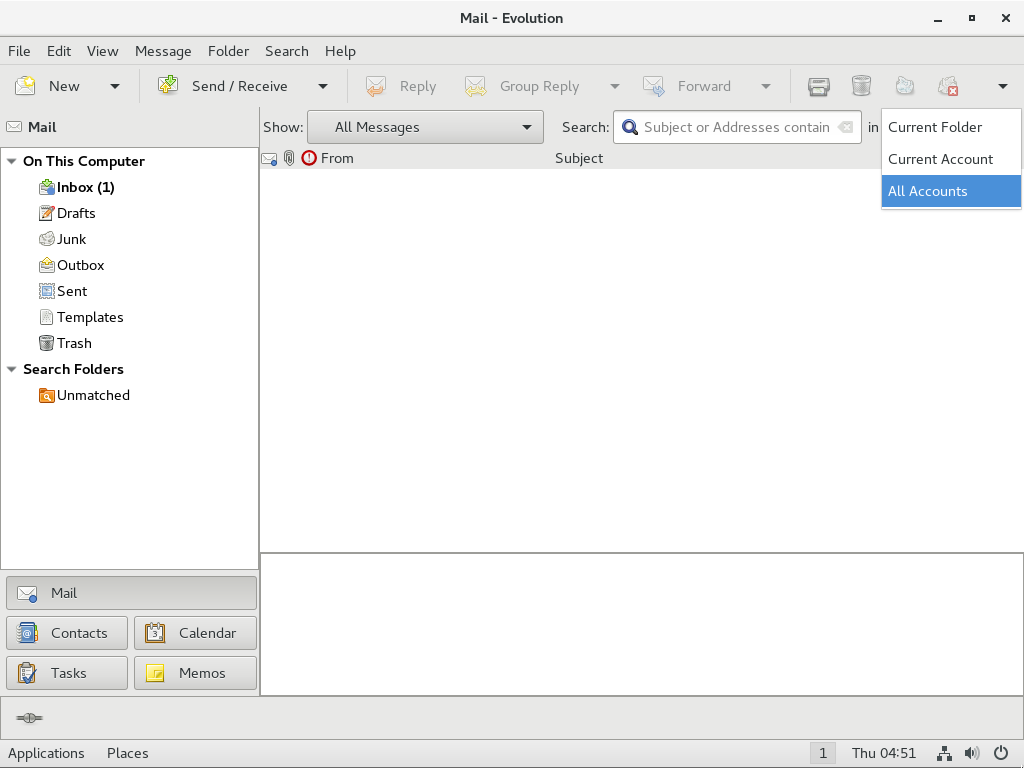 Mail - Evolution
File Edit View Message Folder Search Help
New Send / Receive Reply Group Reply Forward
Mail
Show: All Messages Search: Subject or Addresses contain in
Current Folder
Current Account
All Accounts
From Subject
On This Computer
Inbox (1)
Drafts
Junk
Outbox
Sent
Templates
Trash
Search Folders
Unmatched
Mail
Contacts Calendar
Tasks Memos
Applications Places 1 Thu 04:51